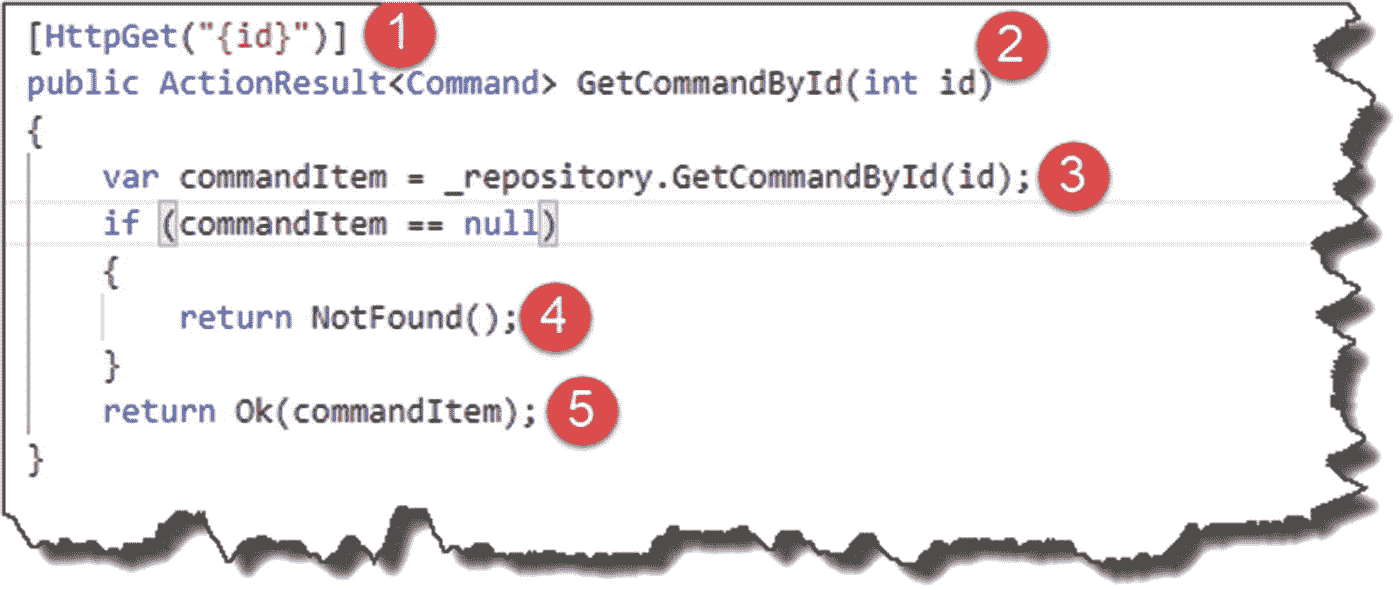 [HttpGet("{id}")] 1
public ActionResult<Command> GetCommandById(int id) 2
{
var commandItem = _repository.GetCommandById(id); 3
if (commandItem == null)
{
return NotFound(); 4
}
return Ok(commandItem); 5
}